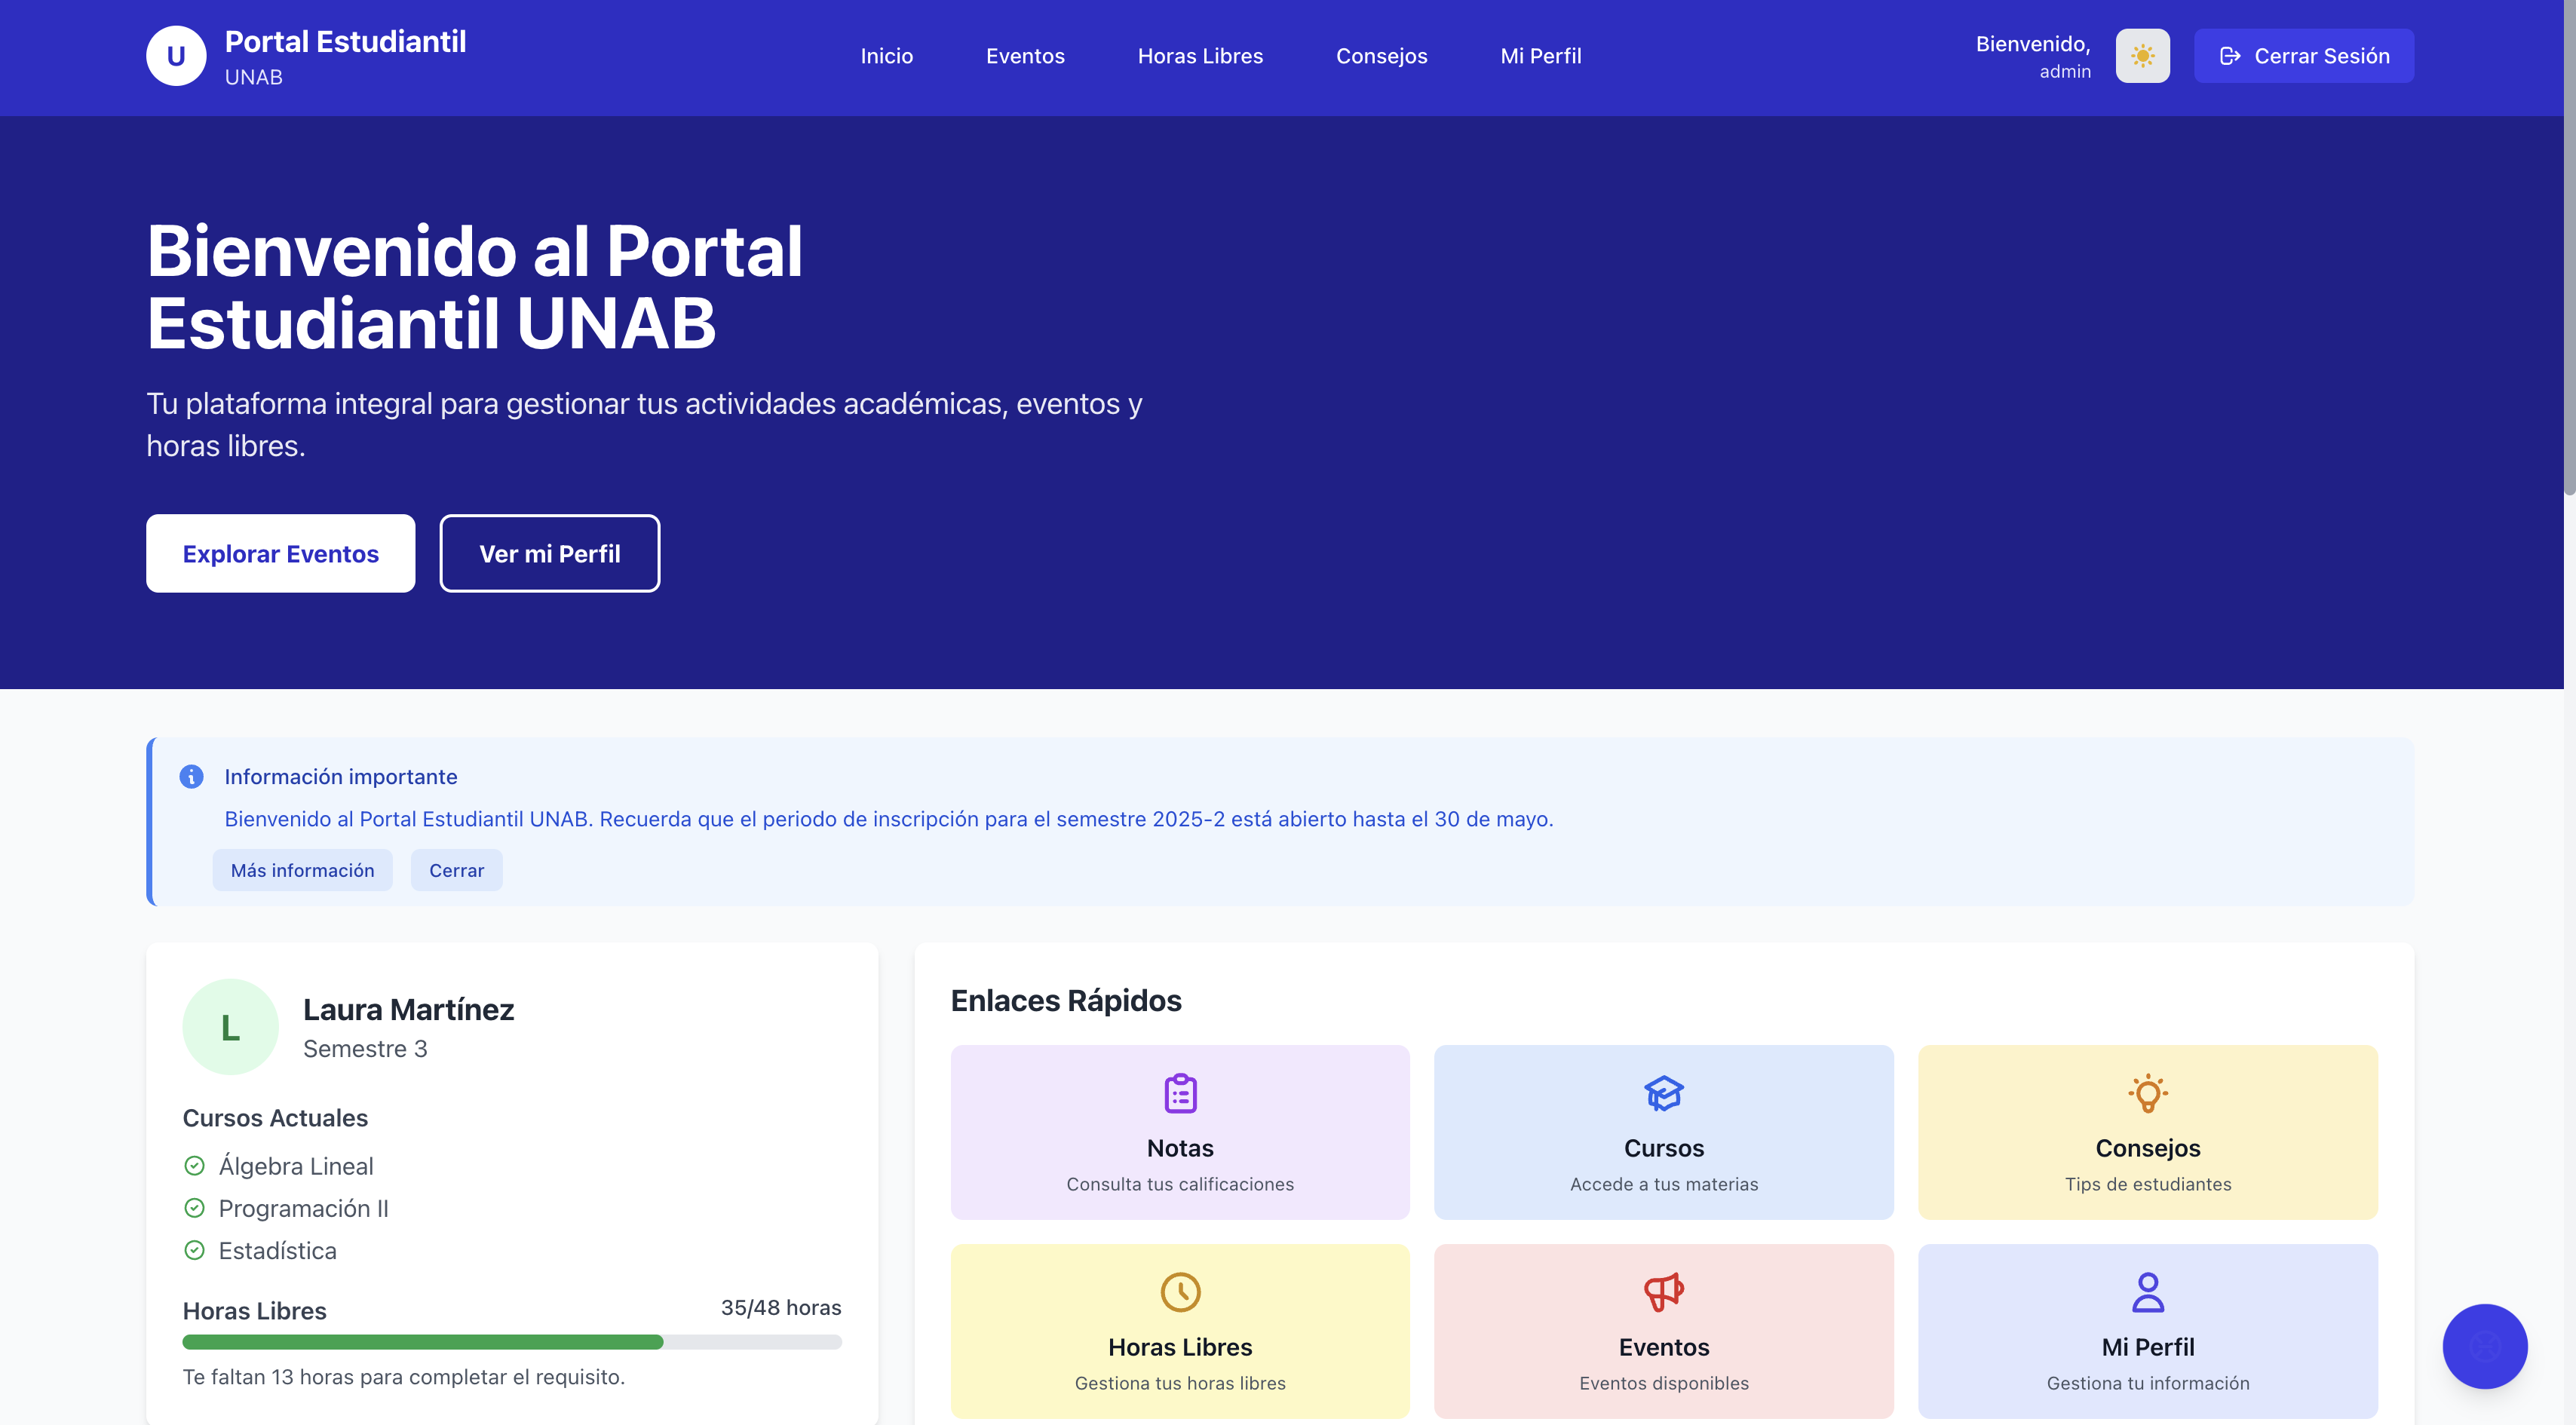 U
Portal Estudiantil
UNAB
Inicio
Eventos
Horas Libres
Consejos
Mi Perfil
Bienvenido,
admin
Cerrar Sesión
Bienvenido al Portal
Estudiantil UNAB
Tu plataforma integral para gestionar tus actividades académicas, eventos y
horas libres.
Explorar Eventos
Ver mi Perfil
Información importante
Bienvenido al Portal Estudiantil UNAB. Recuerda que el periodo de inscripción para el semestre 2025-2 está abierto hasta el 30 de mayo.
Más información
Cerrar
L
Laura Martínez
Semestre 3
Cursos Actuales
Álgebra Lineal
Programación II
Estadística
Horas Libres
35/48 horas
Te faltan 13 horas para completar el requisito.
Enlaces Rápidos
Notas
Consulta tus calificaciones
Cursos
Accede a tus materias
Consejos
Tips de estudiantes
Horas Libres
Gestiona tus horas libres
Eventos
Eventos disponibles
Mi Perfil
Gestiona tu información